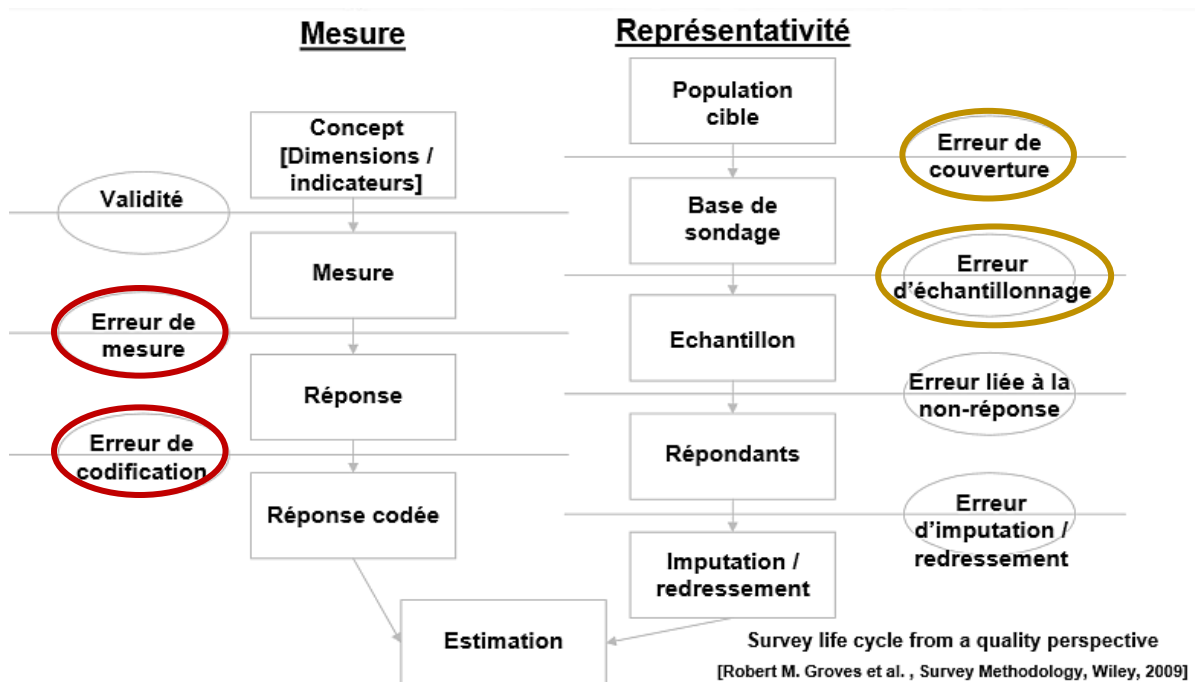 Mesure
Concept
[Dimensions /
indicateurs]
Validité
Mesure
Erreur de
mesure
Réponse
Erreur de
codification
Réponse codée
Représentativité
Population
cible
Erreur de
couverture
Base de
sondage
Erreur
d'échantillonnage
Echantillon
Erreur liée à la
non-réponse
Répondants
Erreur
d'imputation /
redressement
Imputation /
redressement
Estimation
Survey life cycle from a quality perspective
[Robert M. Groves et al. , Survey Methodology, Wiley, 2009]